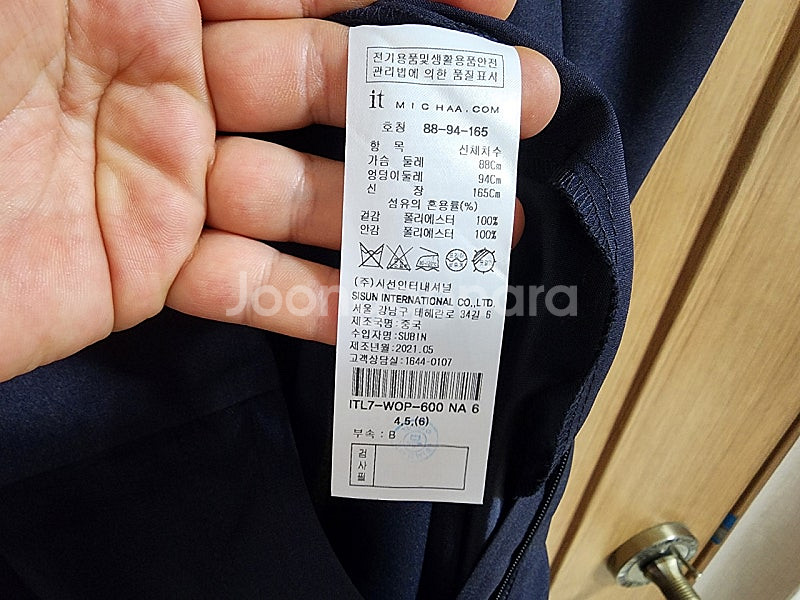 전기용품및생활용품안전
관리법에 의한 품질표시
it MICHAA.COM
호칭 88-94-165
항 목 신체치수
가슴 둘레 88Cm
엉덩이둘레 94Cm
신 장 165Cm
섬유의 혼용률(%)
겉감 폴리에스터 100%
안감 폴리에스터 100%
(주)시선인터내셔널
SISUN INTERNATIONAL CO.,LTD.
서울 강남구 테헤란로 34길 6
제조국명:중국
수입자명:SUBIN
제조년월:2021.05
고객상담실:1644-0107
ITL7-WOP-600 NA 6
4,5,(6)
부속 : B
검사필